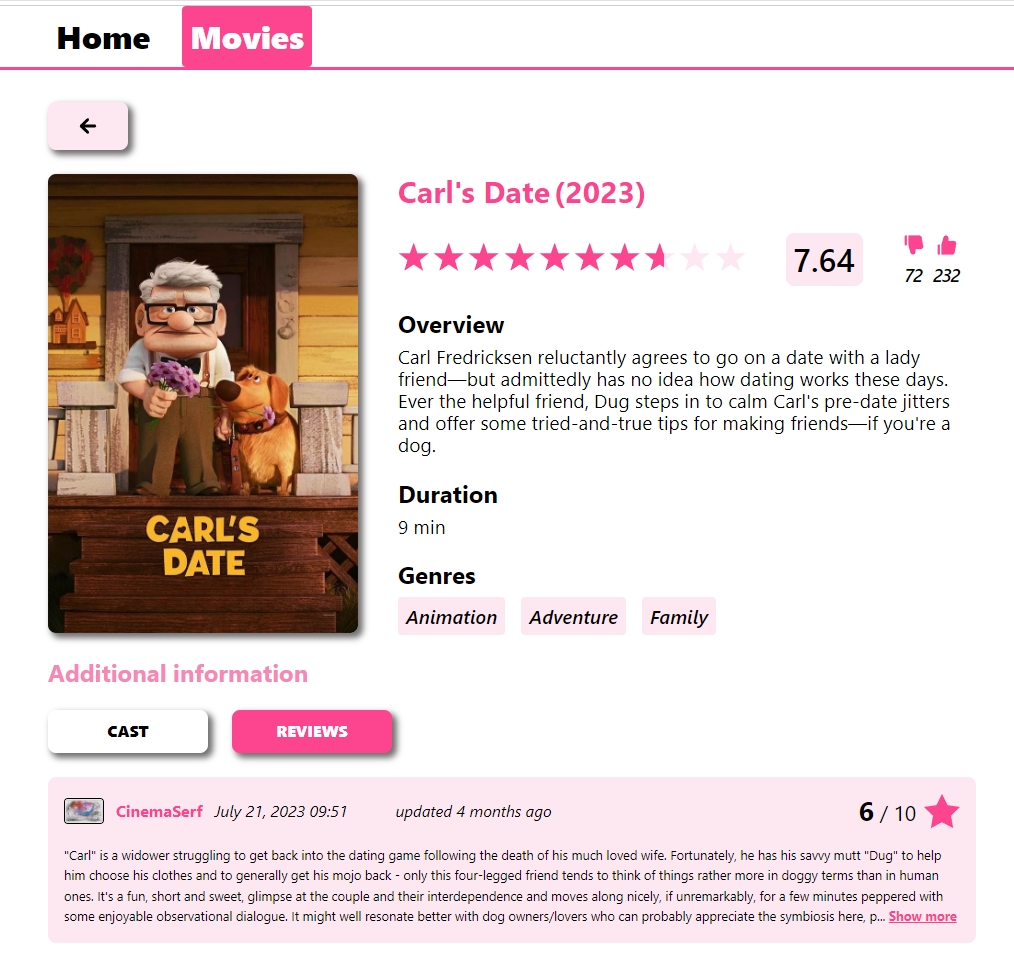 Home Movies
Carl's Date (2023)
7.64
72 232
Overview
Carl Fredricksen reluctantly agrees to go on a date with a lady
friend—but admittedly has no idea how dating works these days.
Ever the helpful friend, Dug steps in to calm Carl's pre-date jitters
and offer some tried-and-true tips for making friends—if you're a
dog.
Duration
9 min
Genres
Animation Adventure Family
CARL'S
DATE
Additional information
CAST REVIEWS
CinemaSerf July 21, 2023 09:51 updated 4 months ago 6 / 10
"Carl" is a widower struggling to get back into the dating game following the death of his much loved wife. Fortunately, he has his savvy mutt "Dug" to help
him choose his clothes and to generally get his mojo back - only this four-legged friend tends to think of things rather more in doggy terms than in human
ones. It's a fun, short and sweet, glimpse at the couple and their interdependence and moves along nicely, if unremarkably, for a few minutes peppered with
some enjoyable observational dialogue. It might well resonate better with dog owners/lovers who can probably appreciate the symbiosis here, p... Show more